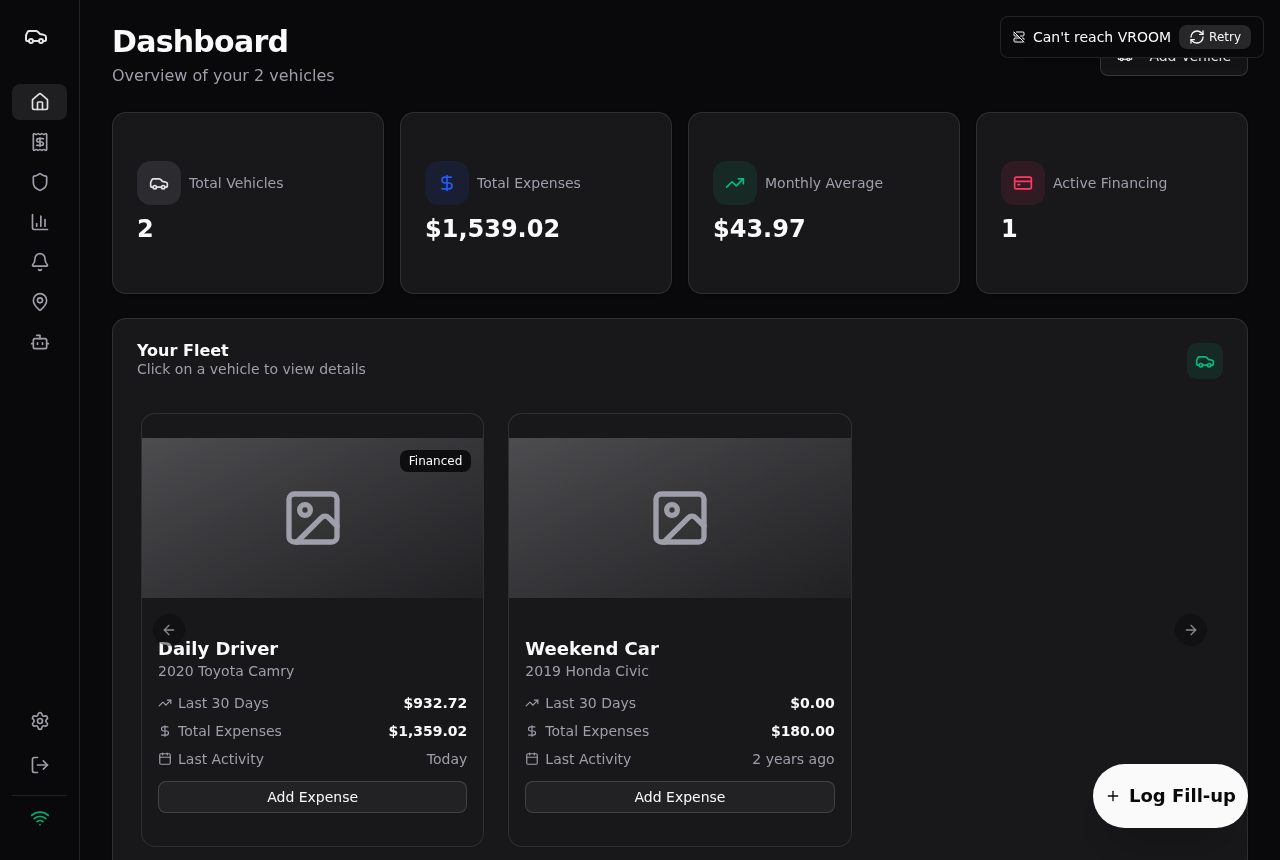 Dashboard
Overview of your 2 vehicles
Can't reach VROOM
Retry
Add Vehicle
Total Vehicles
2
Total Expenses
$1,539.02
Monthly Average
$43.97
Active Financing
1
Your Fleet
Click on a vehicle to view details
Financed
Daily Driver
2020 Toyota Camry
Last 30 Days $932.72
Total Expenses $1,359.02
Last Activity Today
Add Expense
Weekend Car
2019 Honda Civic
Last 30 Days $0.00
Total Expenses $180.00
Last Activity 2 years ago
Add Expense
Log Fill-up